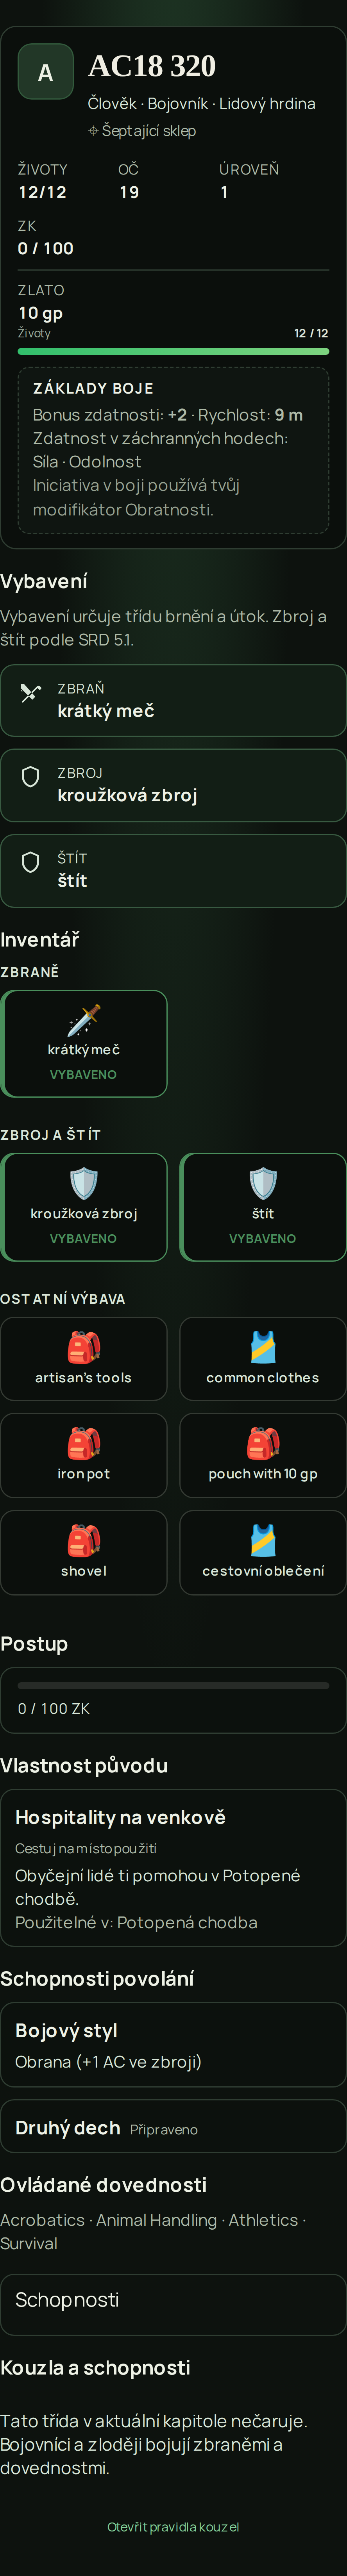 A
AC18 320
Člověk · Bojovník · Lidový hrdina
Šeptající sklep
ŽIVOTY
12/12
OČ
19
ÚROVEŇ
1
ZK
0 / 100
ZLATO
10 gp
Životy
12 / 12
ZÁKLADY BOJE
Bonus zdatnosti: +2 · Rychlost: 9 m
Zdatnost v záchranných hodech:
Síla · Odolnost
Iniciativa v boji používá tvůj
modifikátor Obratnosti.
Vybavení
Vybavení určuje třídu brnění a útok. Zbroj a
štít podle SRD 5.1.
ZBRAŇ
krátký meč
ZBROJ
kroužková zbroj
ŠTÍT
štít
Inventář
ZBRANĚ
krátký meč
VYBAVENO
ZBROJ A ŠTÍT
kroužková zbroj
VYBAVENO
štít
VYBAVENO
OSTATNÍ VÝBAVA
artisan's tools
common clothes
iron pot
pouch with 10 gp
shovel
cestovní oblečení
Postup
0 / 100 ZK
Vlastnost původu
Hospitality na venkově
Cestuj na místo použití
Obyčejní lidé ti pomohou v Potopené
chodbě.
Použitelné v: Potopená chodba
Schopnosti povolání
Bojový styl
Obrana (+1 AC ve zbroji)
Druhý dech Připraveno
Ovládané dovednosti
Acrobatics · Animal Handling · Athletics ·
Survival
Schopnosti
Kouzla a schopnosti
Tato třída v aktuální kapitole nečaruje.
Bojovníci a zloději bojují zbraněmi a
dovednostmi.
Otevřít pravidla kouzel